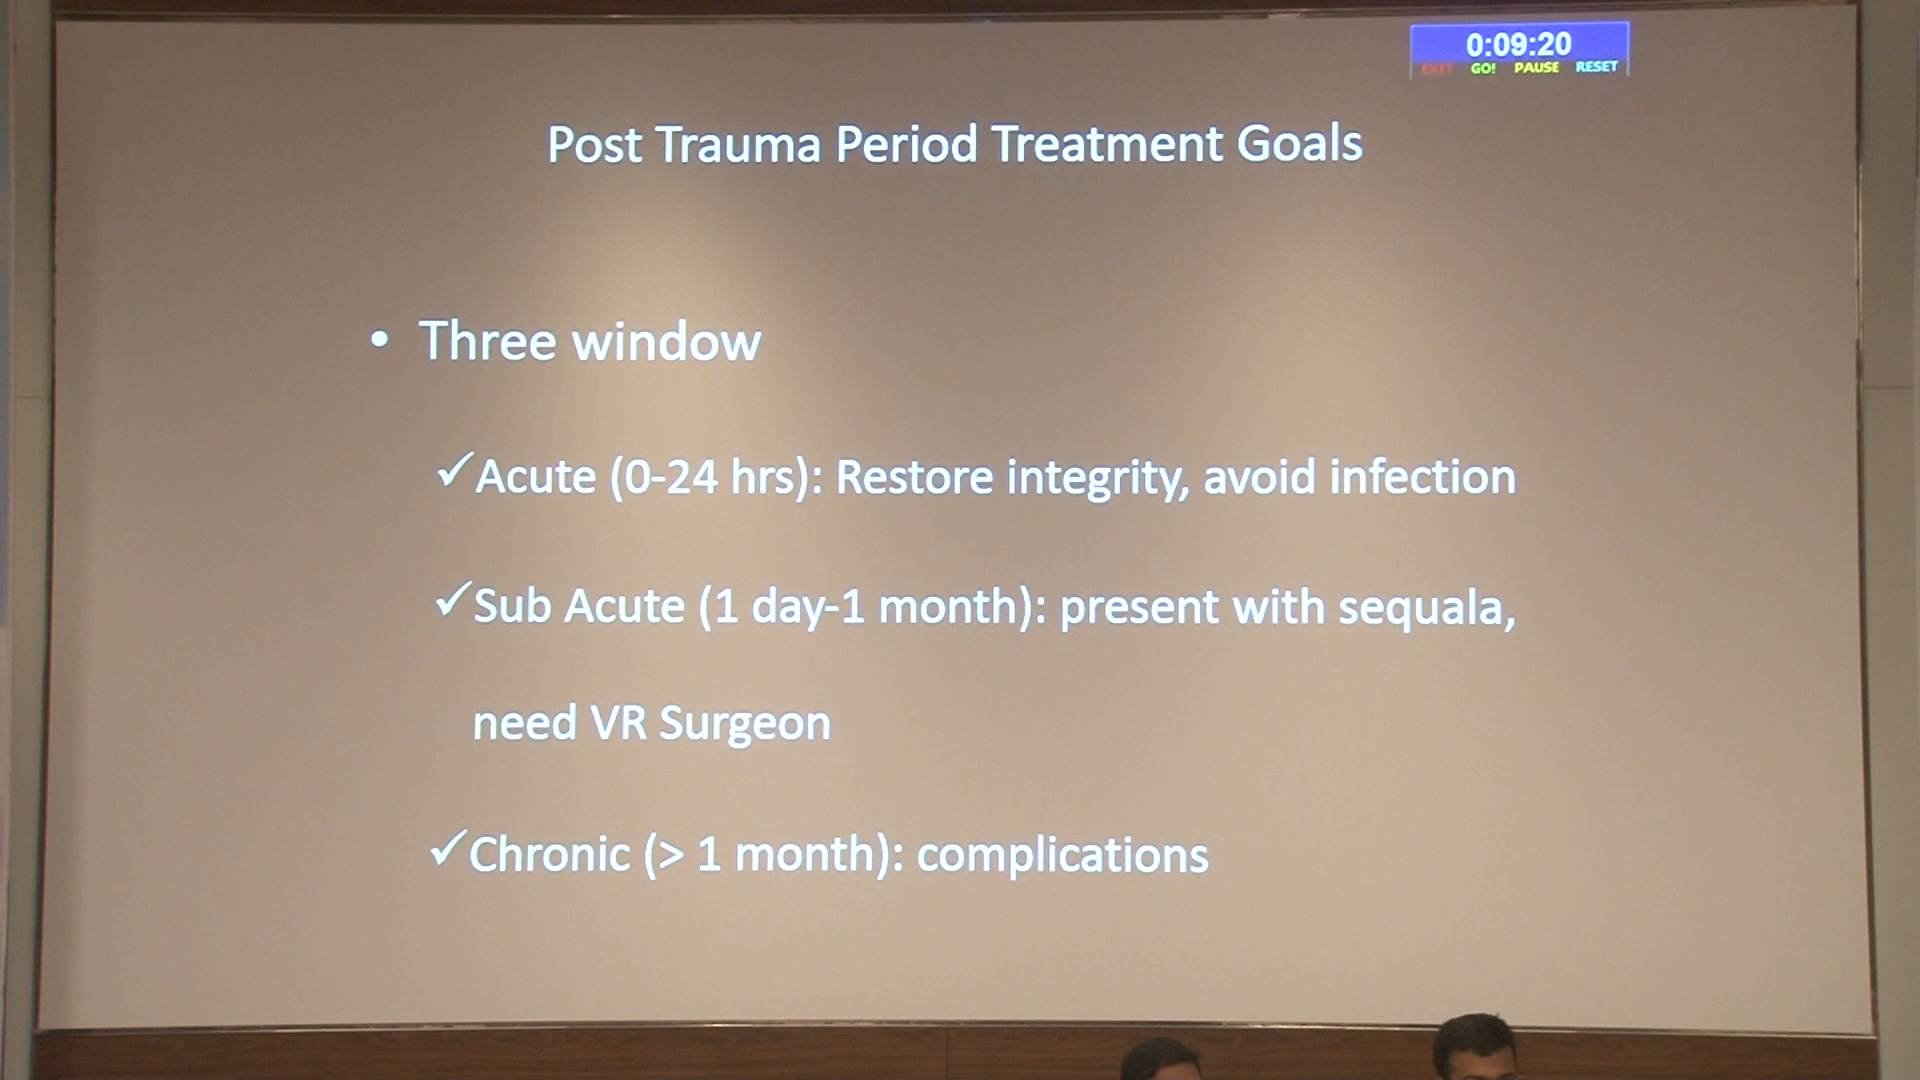 0:09:20
EXIT GO! PAUSE RESET
Post Trauma Period Treatment Goals
• Three window
✓Acute (0-24 hrs): Restore integrity, avoid infection
✓Sub Acute (1 day-1 month): present with sequala,
need VR Surgeon
✓Chronic (> 1 month): complications